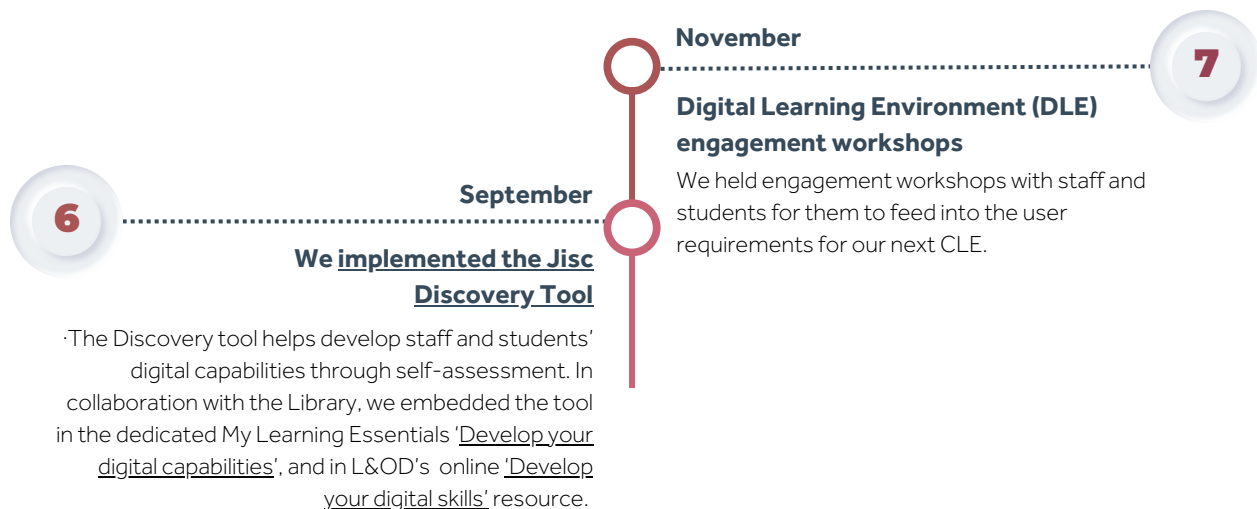 November
7
Digital Learning Environment (DLE)
engagement workshops
We held engagement workshops with staff and
students for them to feed into the user
requirements for our next CLE.
September
6
We implemented the Jisc
Discovery Tool
·The Discovery tool helps develop staff and students'
digital capabilities through self-assessment. In
collaboration with the Library, we embedded the tool
in the dedicated My Learning Essentials 'Develop your
digital capabilities', and in L&OD's online 'Develop
your digital skills' resource.